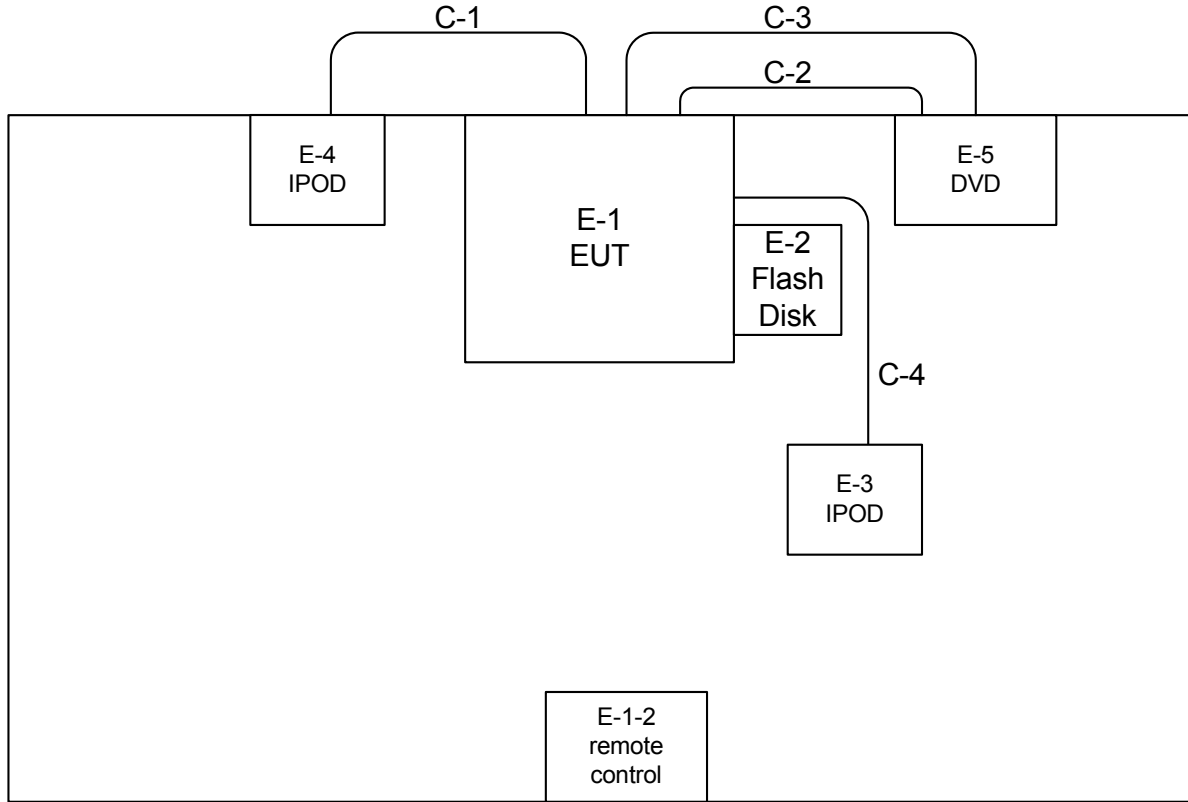 C-1
C-3
C-2
E-4
IPOD
E-1
EUT
E-5
DVD
E-2
Flash
Disk
C-4
E-3
IPOD
E-1-2
remote
control